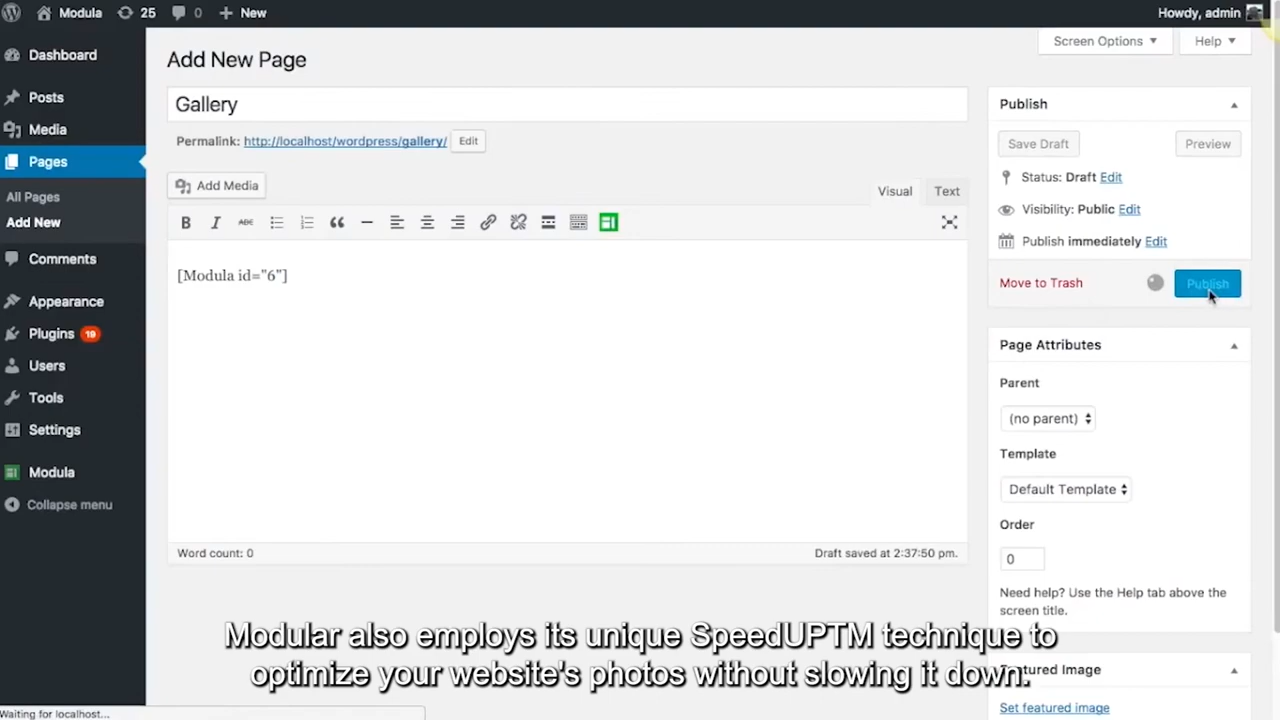 Modula 25 0 + New Howdy, admin
Screen Options Help
Dashboard
Posts
Media
Pages
All Pages
Add New
Comments
Appearance
Plugins 19
Users
Tools
Settings
Modula
Collapse menu
Add New Page
Gallery
Permalink: http://localhost/wordpress/gallery/ Edit
Add Media
Visual Text
B I ABC
[Modula id="6"]
Word count: 0 Draft saved at 2:37:50 pm.
Publish
Save Draft Preview
Status: Draft Edit
Visibility: Public Edit
Publish immediately Edit
Move to Trash Publish
Page Attributes
Parent
(no parent)
Template
Default Template
Order
0
Need help? Use the Help tab above the
screen title.
Featured Image
Set featured image
Modular also employs its unique SpeedUPTM technique to
optimize your website's photos without slowing it down.
Waiting for localhost...